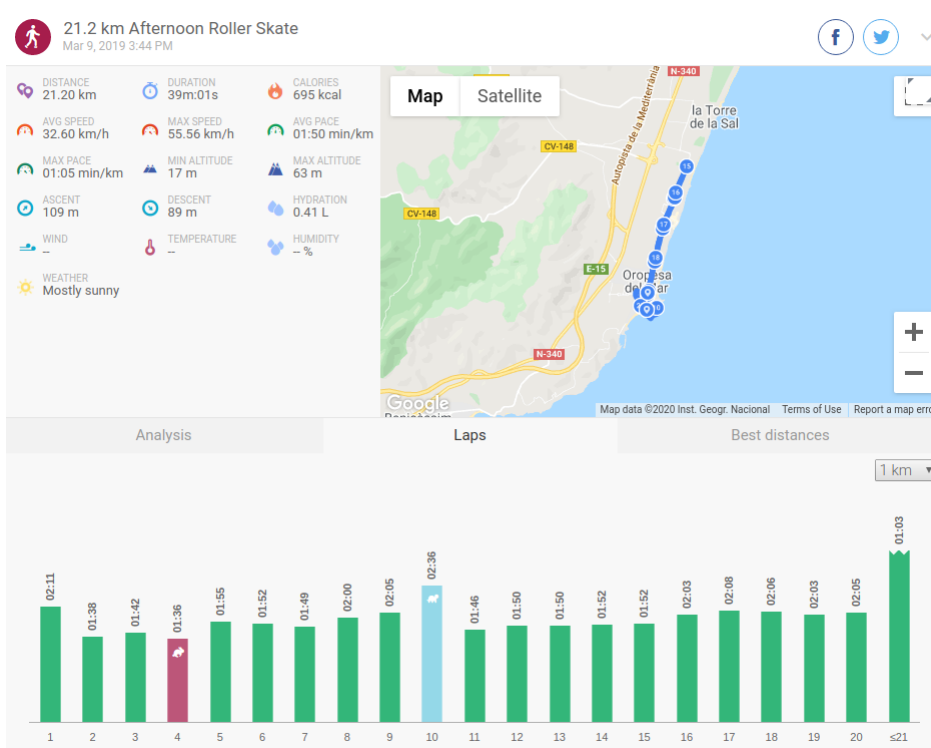 21.2 km Afternoon Roller Skate
Mar 9, 2019 3:44 PM
DISTANCE
21.20 km
DURATION
39m:01s
CALORIES
695 kcal
AVG SPEED
32.60 km/h
MAX SPEED
55.56 km/h
AVG PACE
01:50 min/km
MAX PACE
01:05 min/km
MIN ALTITUDE
17 m
MAX ALTITUDE
63 m
ASCENT
109 m
DESCENT
89 m
HYDRATION
0.41 L
WIND
--
TEMPERATURE
--
HUMIDITY
-- %
WEATHER
Mostly sunny
Map
Satellite
N-340
Autopista de la Mediterrània
la Torre
de la Sal
CV-148
CV-148
15
16
17
18
E-15
Oropesa
del Mar
N-340
Google
Benicàssim
Map data ©2020 Inst. Geogr. Nacional
Terms of Use
Report a map
Analysis
Laps
Best distances
1 km
02:11
01:38
01:42
01:36
01:55
01:52
01:49
02:00
02:05
02:36
01:46
01:50
01:50
01:52
01:52
02:03
02:08
02:06
02:03
02:05
01:03
1 2 3 4 5 6 7 8 9 10 11 12 13 14 15 16 17 18 19 20 ≤21